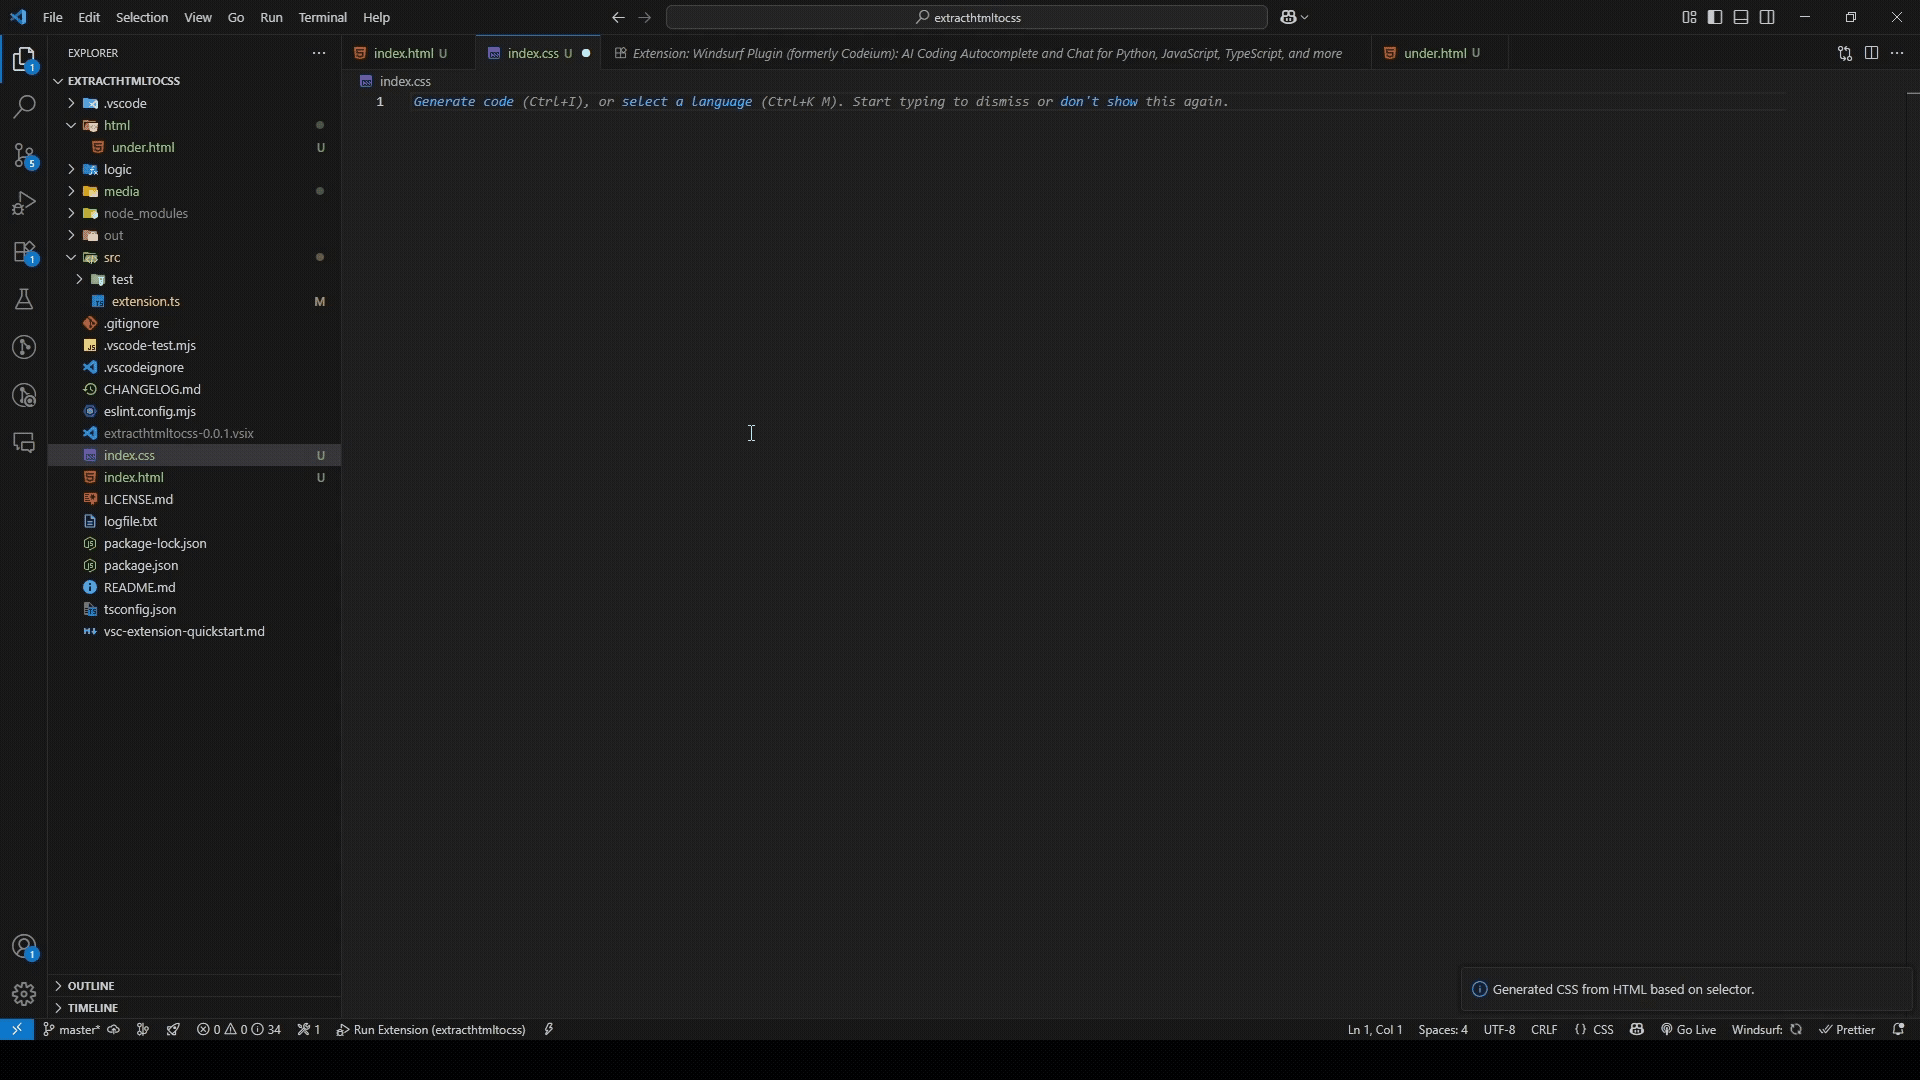 File Edit Selection View Go Run Terminal Help
extracthtmltocss
EXPLORER
index.html U
index.css U
Extension: Windsurf Plugin (formerly Codeium): AI Coding Autocomplete and Chat for Python, JavaScript, TypeScript, and more
under.html U
EXTRACTHTMLTOCSS
.vscode
html
under.html U
logic
media
node_modules
out
src
test
extension.ts M
.gitignore
.vscode-test.mjs
.vscodeignore
CHANGELOG.md
eslint.config.mjs
extracthtmltocss-0.0.1.vsix
index.css U
index.html U
LICENSE.md
logfile.txt
package-lock.json
package.json
README.md
tsconfig.json
vsc-extension-quickstart.md
OUTLINE
TIMELINE
index.css
1 Generate code (Ctrl+I), or select a language (Ctrl+K M). Start typing to dismiss or don't show this again.
Generated CSS from HTML based on selector.
1
5
1
1
master* 0 0 34 1 Run Extension (extracthtmltocss) Ln 1, Col 1 Spaces: 4 UTF-8 CRLF {} CSS Go Live Windsurf: Prettier